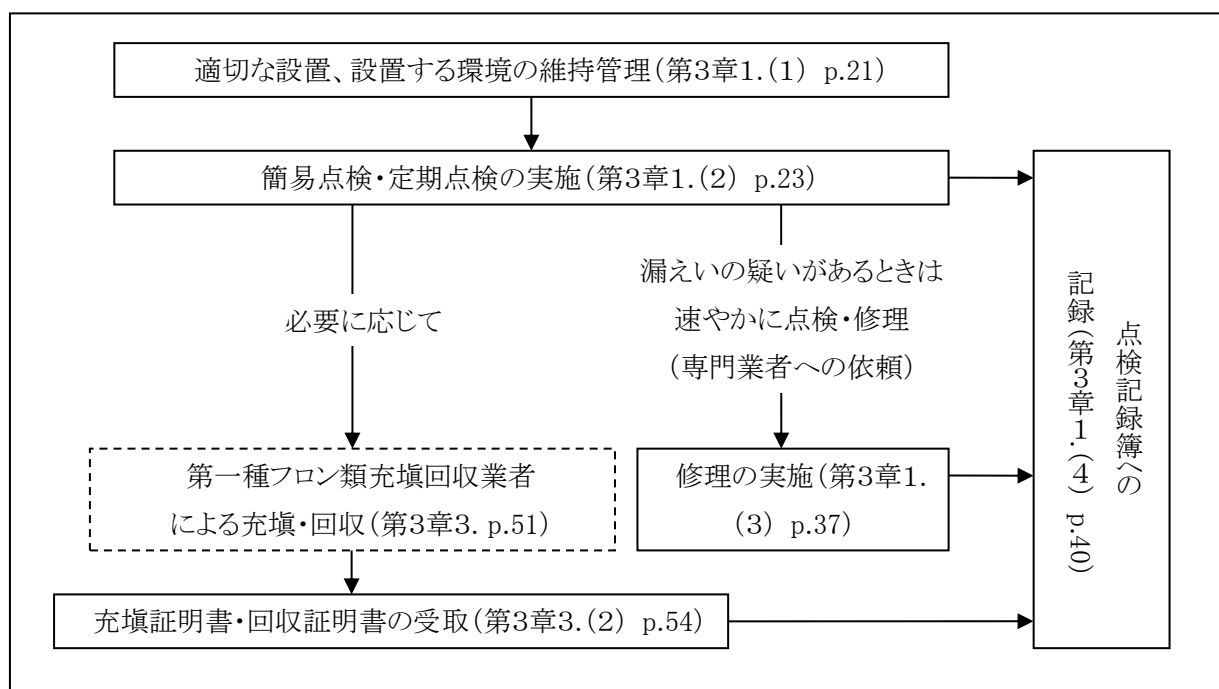 適切な設置、設置する環境の維持管理(第3章1.(1) p.21)
簡易点検・定期点検の実施(第3章1.(2) p.23)
必要に応じて
漏えいの疑いがあるときは
速やかに点検・修理
(専門業者への依頼)
第一種フロン類充塡回収業者
による充塡・回収(第3章3. p.51)
修理の実施(第3章1.
(3) p.37)
充塡証明書・回収証明書の受取(第3章3.(2) p.54)
点検記録簿への
記録(第3章1.(4) p.40)